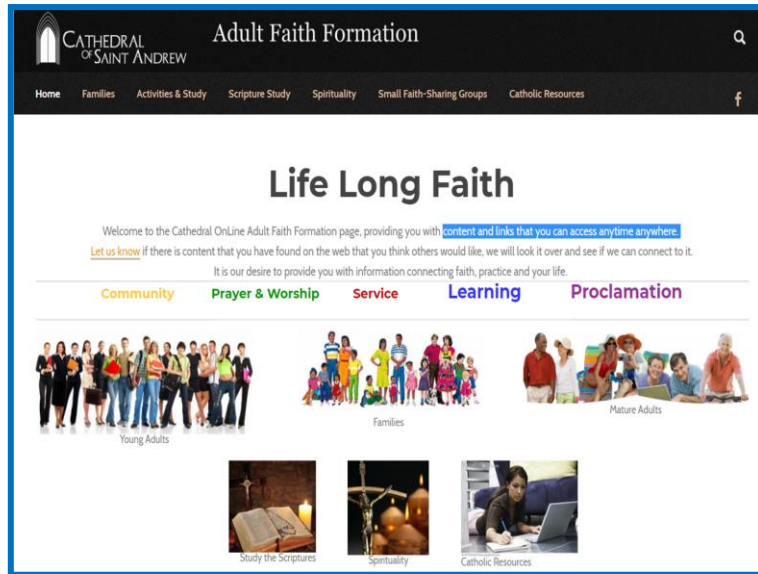 CATHEDRAL
OF SAINT ANDREW
Adult Faith Formation
Home Families Activities & Study Scripture Study Spirituality Small Faith-Sharing Groups Catholic Resources
f
Life Long Faith
Welcome to the Cathedral OnLine Adult Faith Formation page, providing you with content and links that you can access anytime anywhere.
Let us know if there is content that you have found on the web that you think others would like, we will look it over and see if we can connect to it.
It is our desire to provide you with information connecting faith, practice and your life.
Community Prayer & Worship Service Learning Proclamation
Young Adults
Families
Mature Adults
Study the Scriptures
Spirituality
Catholic Resources